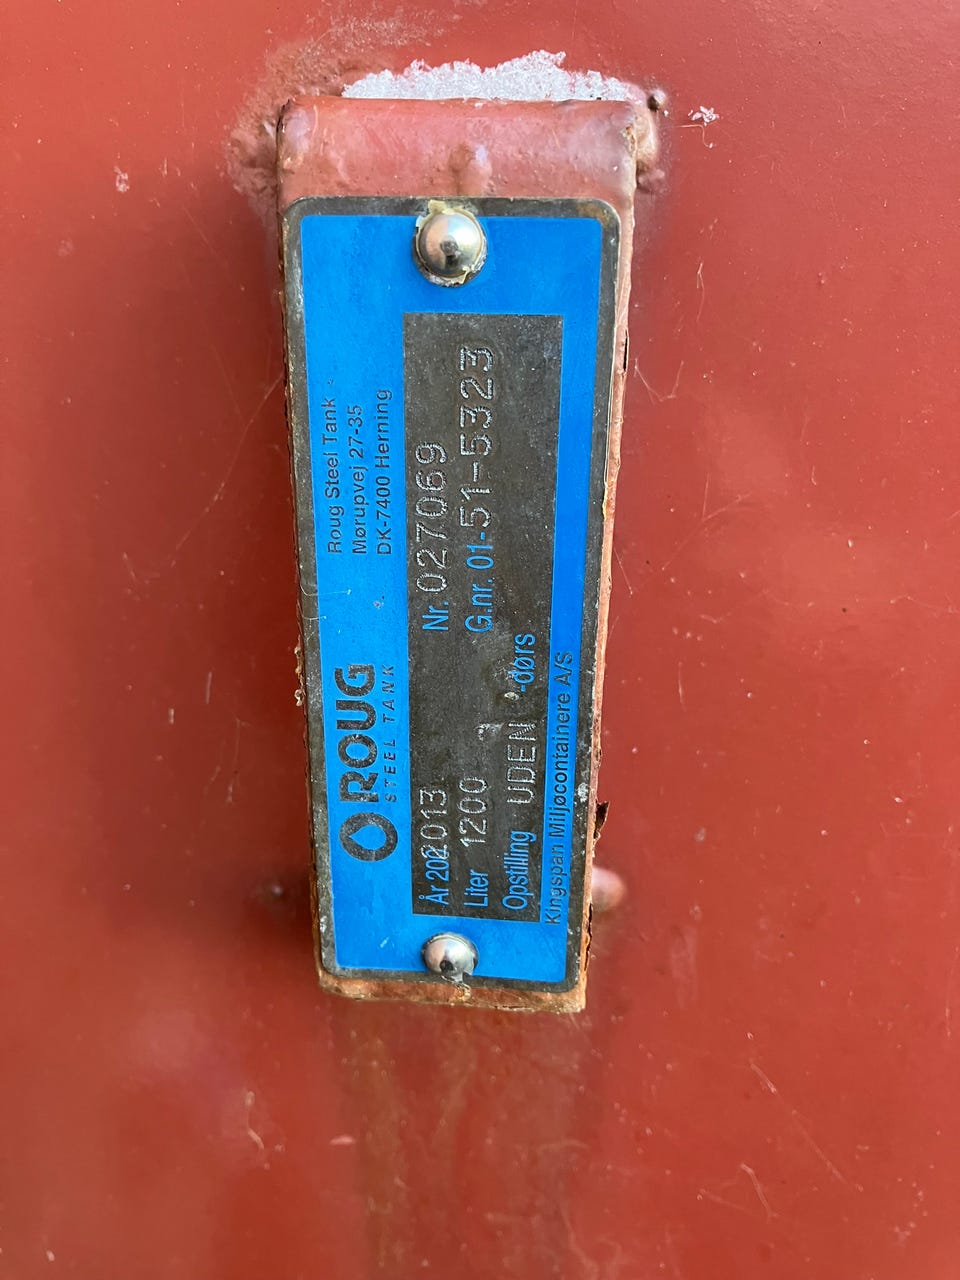 ROUG
STEEL TANK
Roug Steel Tank
Mørupvej 27-35
DK-7400 Herning
År 2013 Nr. 027069
Liter 1200 G.nr. 01-51-5323
Opstilling UDEN -dørs
Kingspan Miljøcontainere A/S